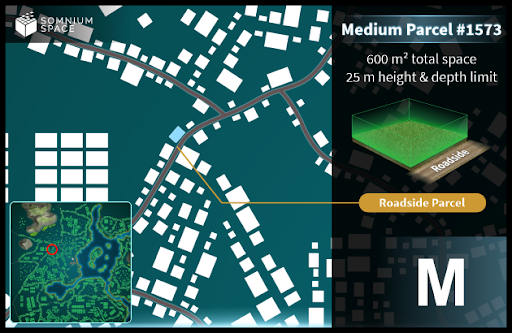 SOMNIUM
SPACE
Medium Parcel #1573
600 m² total space
25 m height & depth limit
Roadside
Roadside Parcel
M